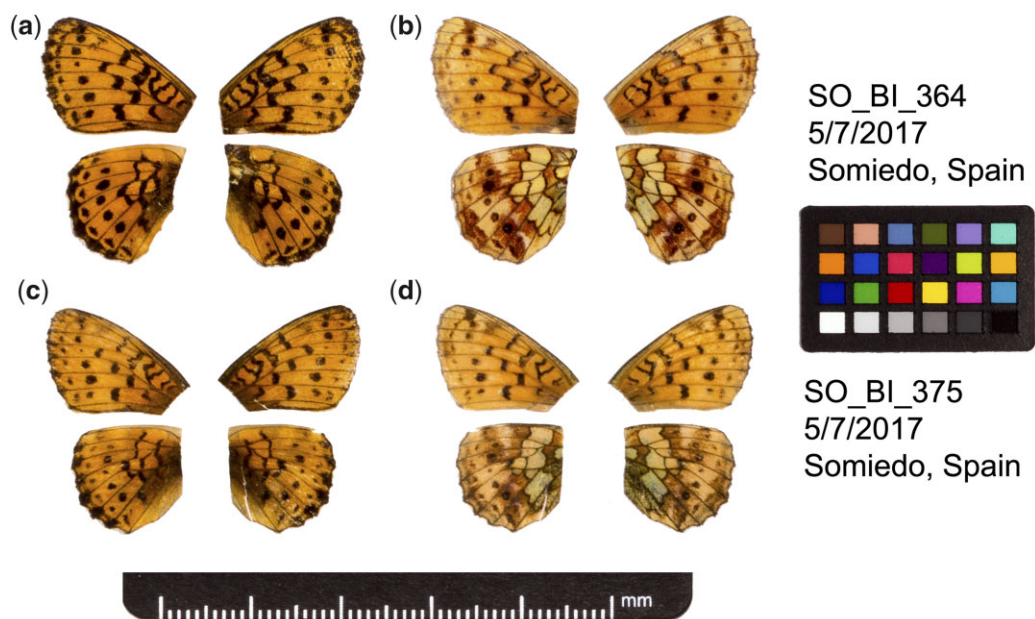 (a)
(b)
SO_BI_364
5/7/2017
Somiedo, Spain
(c)
(d)
SO_BI_375
5/7/2017
Somiedo, Spain
mm